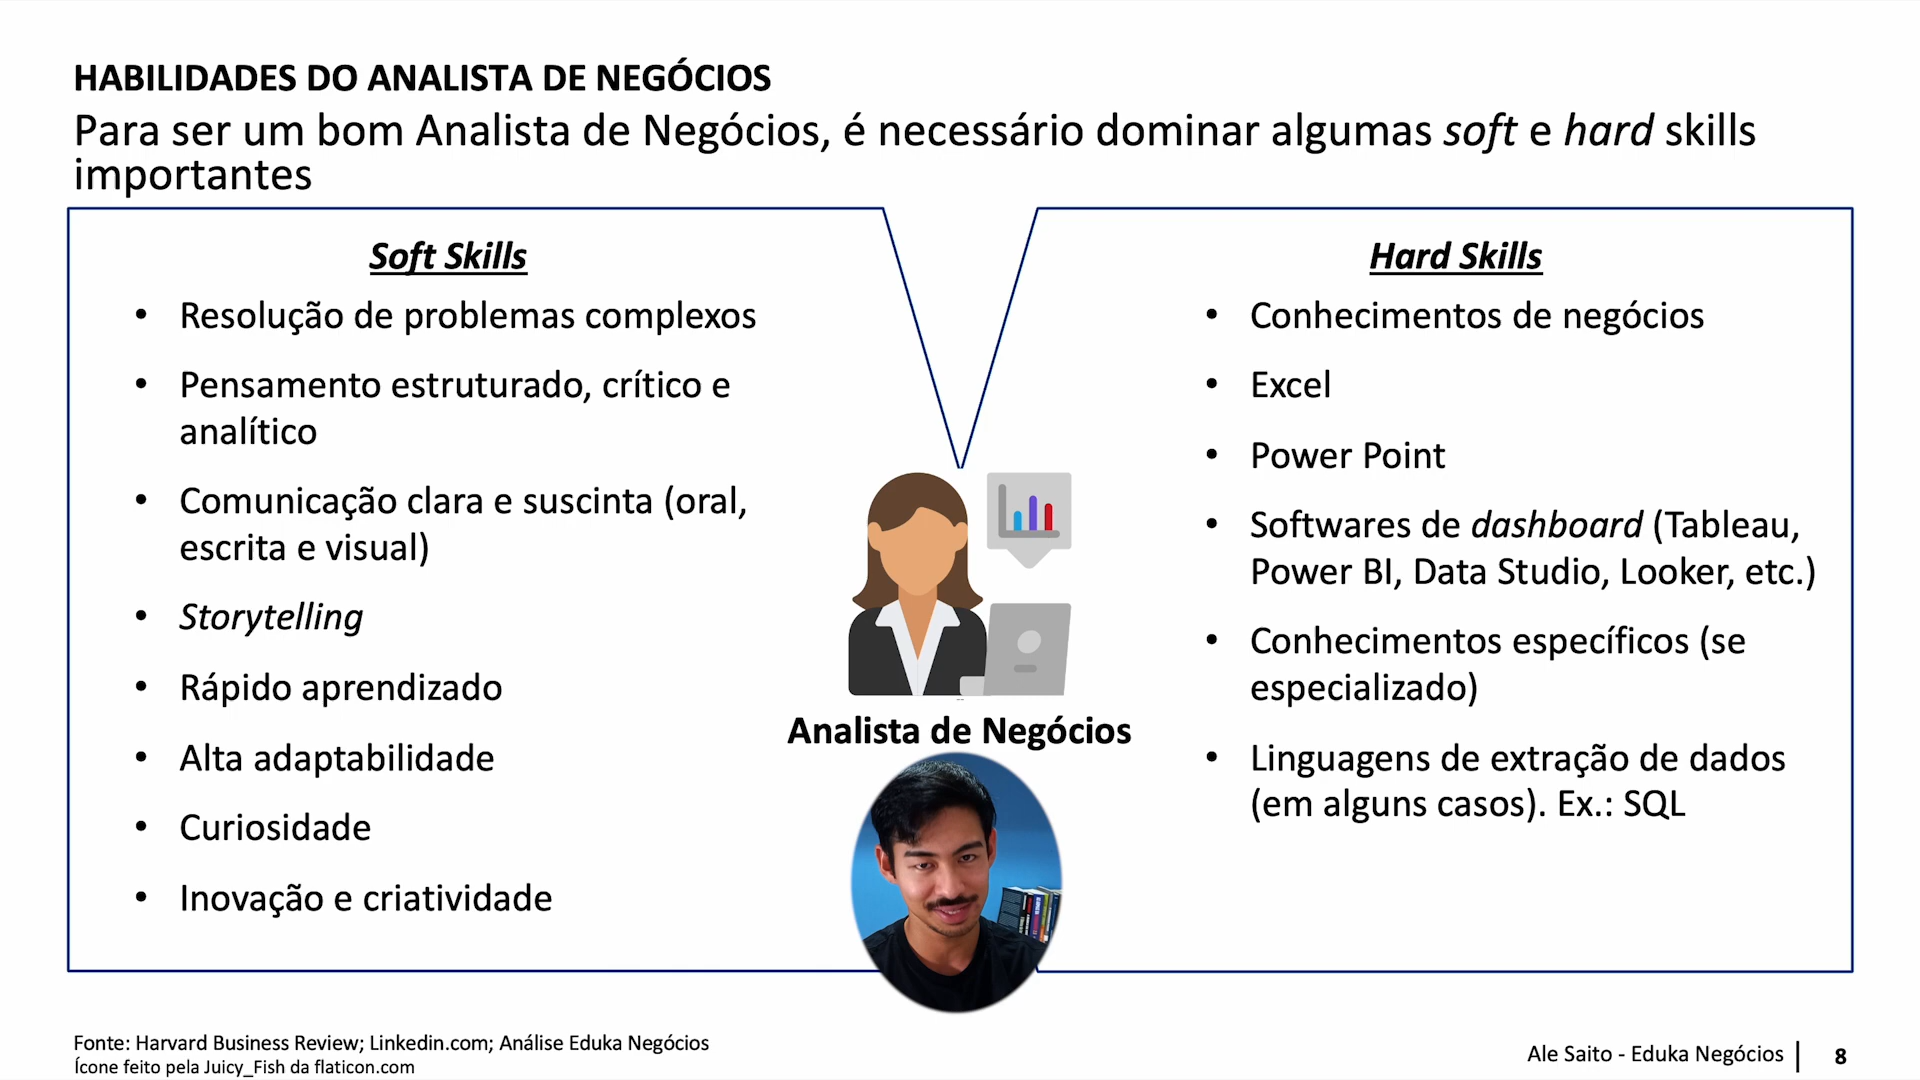 HABILIDADES DO ANALISTA DE NEGÓCIOS
Para ser um bom Analista de Negócios, é necessário dominar algumas soft e hard skills
importantes
Soft Skills
• Resolução de problemas complexos
• Pensamento estruturado, crítico e
analítico
• Comunicação clara e suscinta (oral,
escrita e visual)
• Storytelling
• Rápido aprendizado
• Alta adaptabilidade
• Curiosidade
• Inovação e criatividade
Analista de Negócios
Hard Skills
• Conhecimentos de negócios
• Excel
• Power Point
• Softwares de dashboard (Tableau,
Power BI, Data Studio, Looker, etc.)
• Conhecimentos específicos (se
especializado)
• Linguagens de extração de dados
(em alguns casos). Ex.: SQL
Fonte: Harvard Business Review; Linkedin.com; Análise Eduka Negócios
Ícone feito pela Juicy_Fish da flaticon.com
Ale Saito - Eduka Negócios | 8